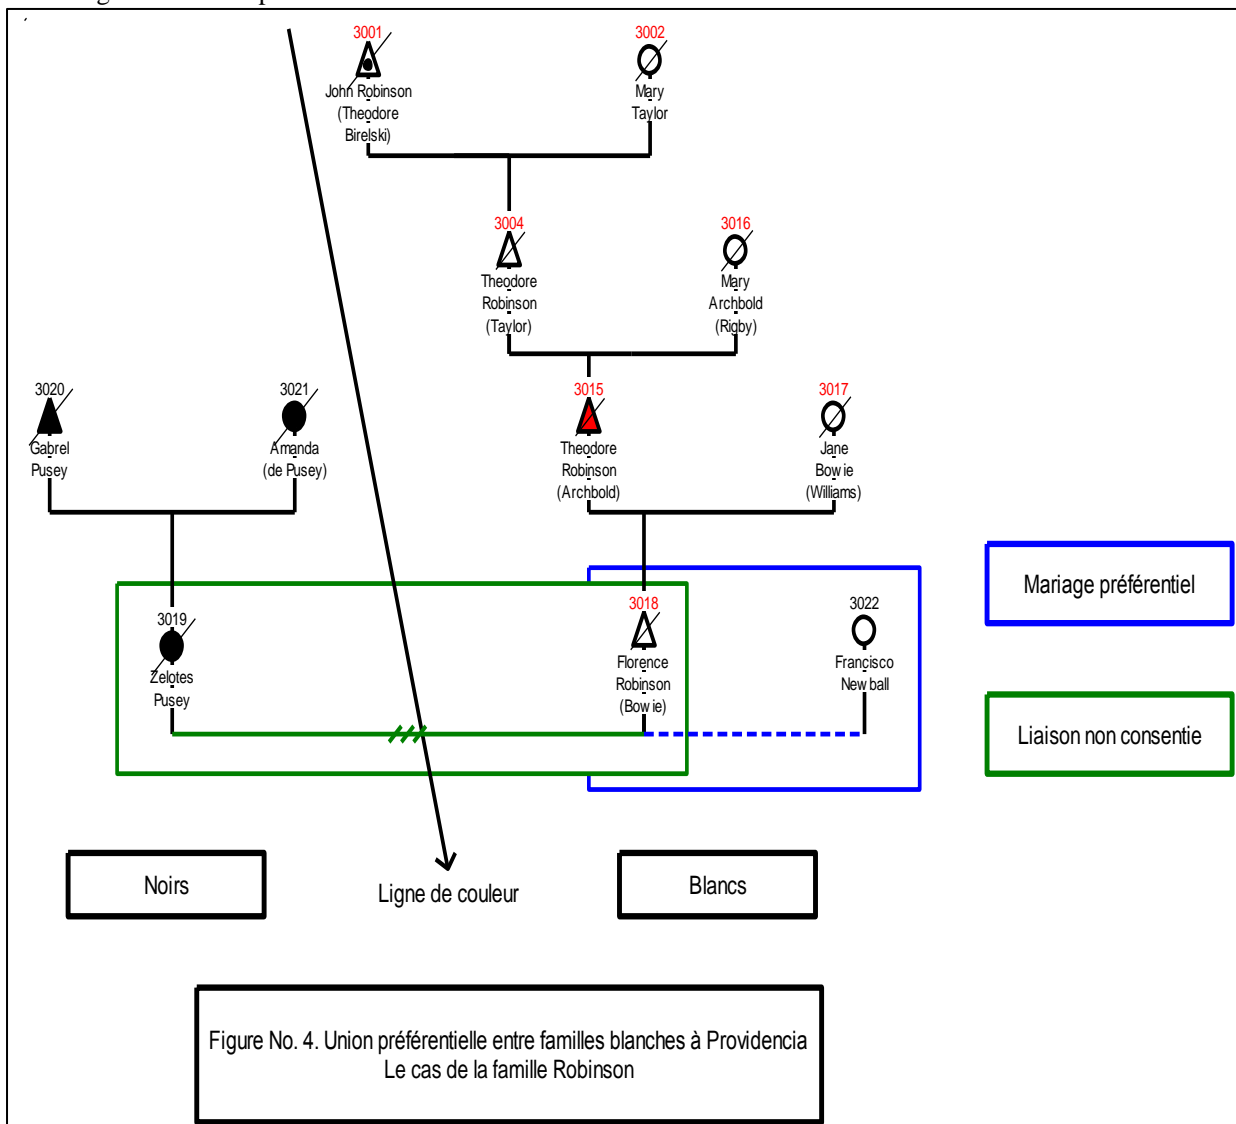 3001
3002
John Robinson
(Theodore
Birelski)
Mary
Taylor
3004
3016
Theodore
Robinson
(Taylor)
Mary
Archbold
(Rigby)
3020
3021
3015
3017
Gabrel
Pusey
Amanda
(de Pusey)
Theodore
Robinson
(Archbold)
Jane
Bowie
(Williams)
3019
3018
3022
Zelotes
Pusey
Florence
Robinson
(Bowie)
Francisco
Newball
Mariage préférentiel
Liaison non consentie
Noirs
Ligne de couleur
Blancs
Figure No. 4. Union préférentielle entre familles blanches à Providencia
Le cas de la famille Robinson